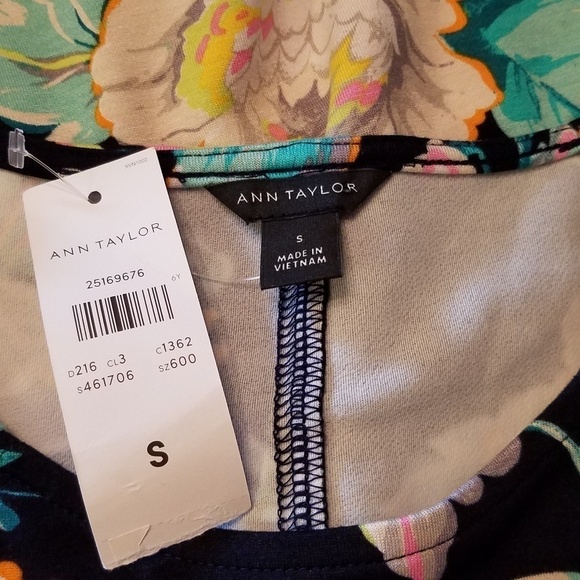 ANN TAYLOR
25169676
6Y
D216 CL3 C1362
S461706 SZ600
S
ANN TAYLOR
S
MADE IN
VIETNAM